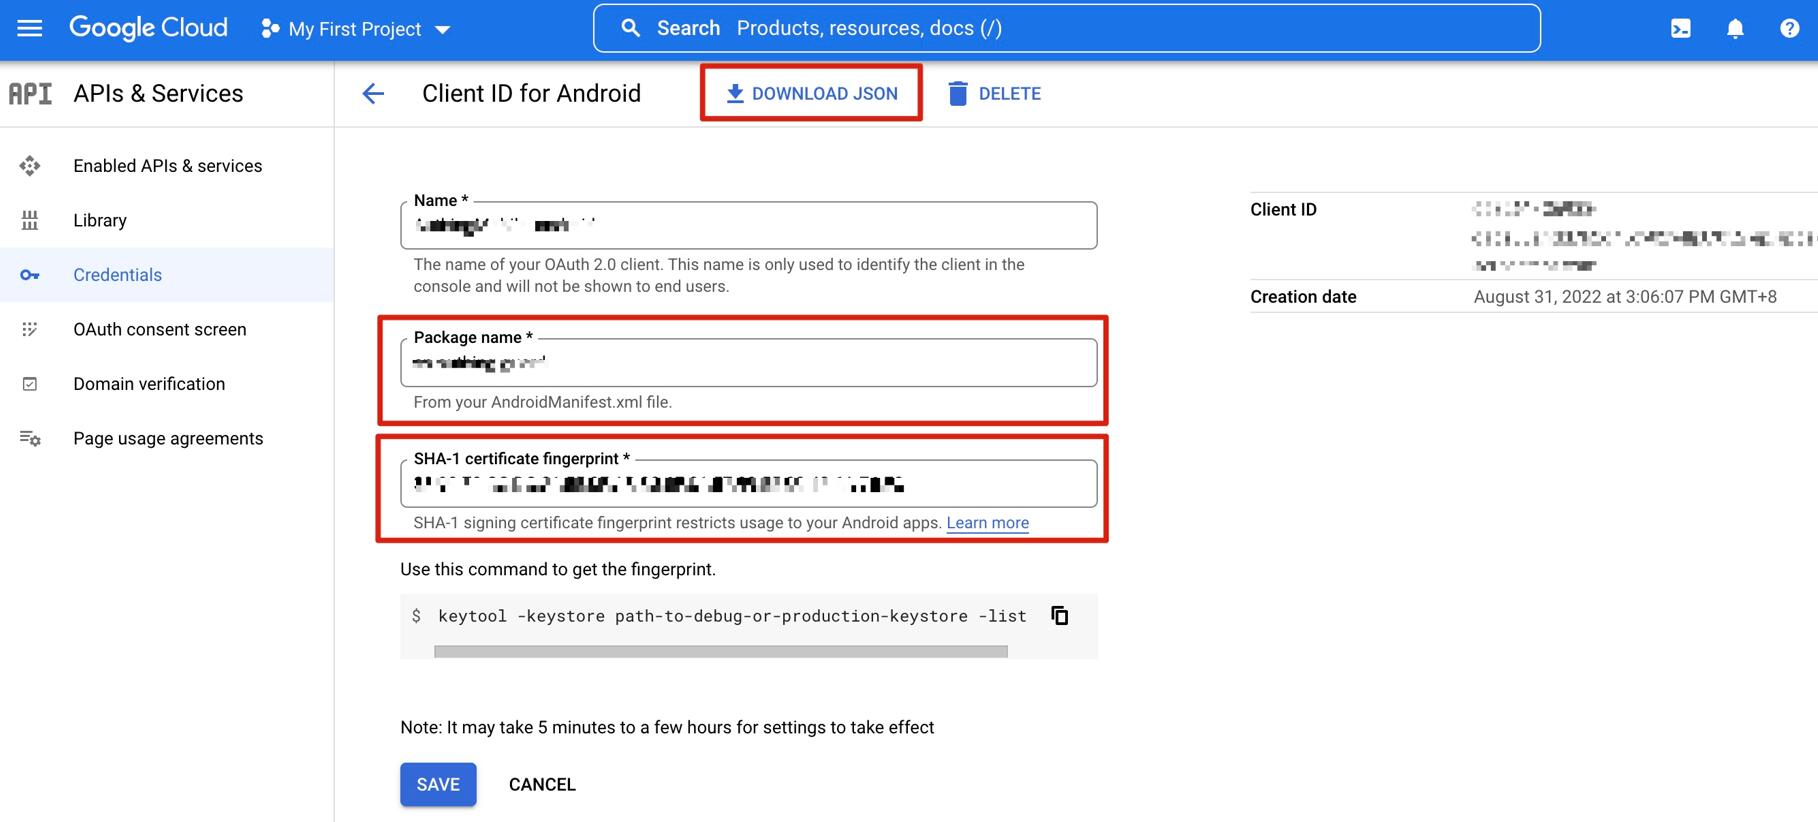 Google Cloud
My First Project
Search Products, resources, docs (/)
API APIs & Services
Client ID for Android
DOWNLOAD JSON
DELETE
Enabled APIs & services
Library
Credentials
OAuth consent screen
Domain verification
Page usage agreements
Name *
The name of your OAuth 2.0 client. This name is only used to identify the client in the
console and will not be shown to end users.
Package name *
From your AndroidManifest.xml file.
SHA-1 certificate fingerprint *
SHA-1 signing certificate fingerprint restricts usage to your Android apps. Learn more
Use this command to get the fingerprint.
$ keytool -keystore path-to-debug-or-production-keystore -list
Note: It may take 5 minutes to a few hours for settings to take effect
SAVE
CANCEL
Client ID
Creation date August 31, 2022 at 3:06:07 PM GMT+8